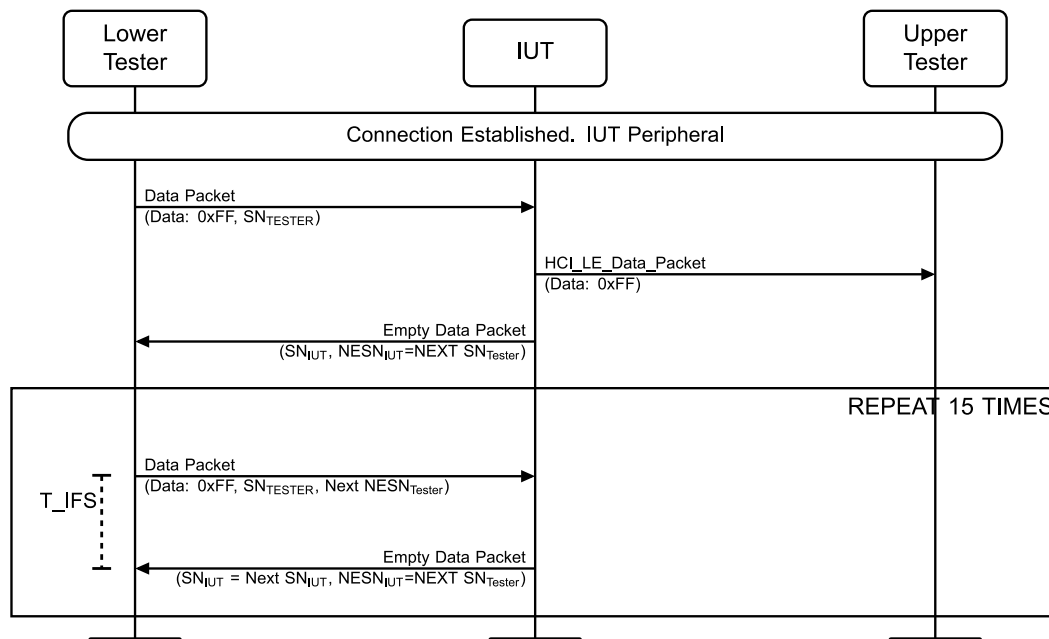 Lower
Tester
IUT
Upper
Tester
Connection Established. IUT Peripheral
Data Packet
(Data: 0xFF, SNTESTER)
HCI_LE_Data_Packet
(Data: 0xFF)
Empty Data Packet
(SNIUT, NESNIUT=NEXT SNTester)
REPEAT 15 TIMES
Data Packet
(Data: 0xFF, SNTESTER, Next NESNTester)
T_IFS
Empty Data Packet
(SNIUT = Next SNIUT, NESNIUT=NEXT SNTester)